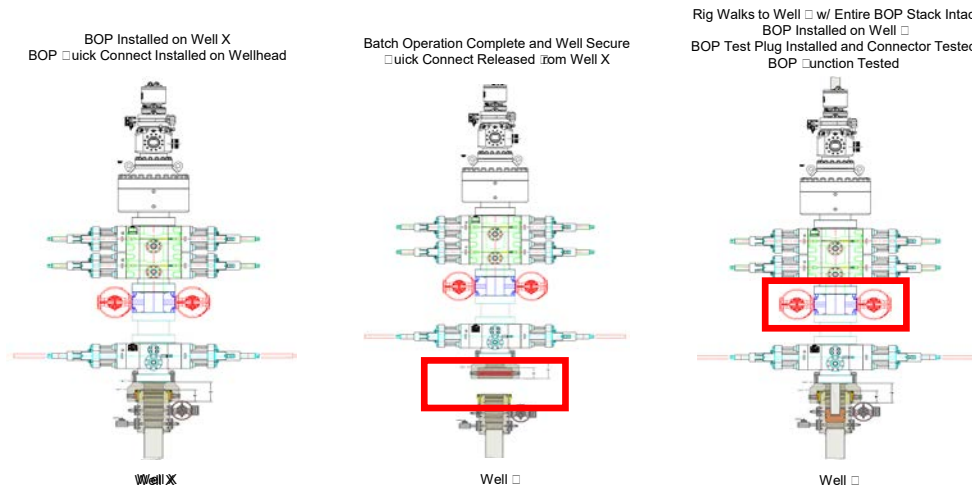 BOP Installed on Well X
BOP □uick Connect Installed on Wellhead
Batch Operation Complete and Well Secure
□uick Connect Released □rom Well X
Rig Walks to Well □ w/ Entire BOP Stack Intac
BOP Installed on Well □
BOP Test Plug Installed and Connector Tested
BOP □unction Tested
Well X
Well □
Well □